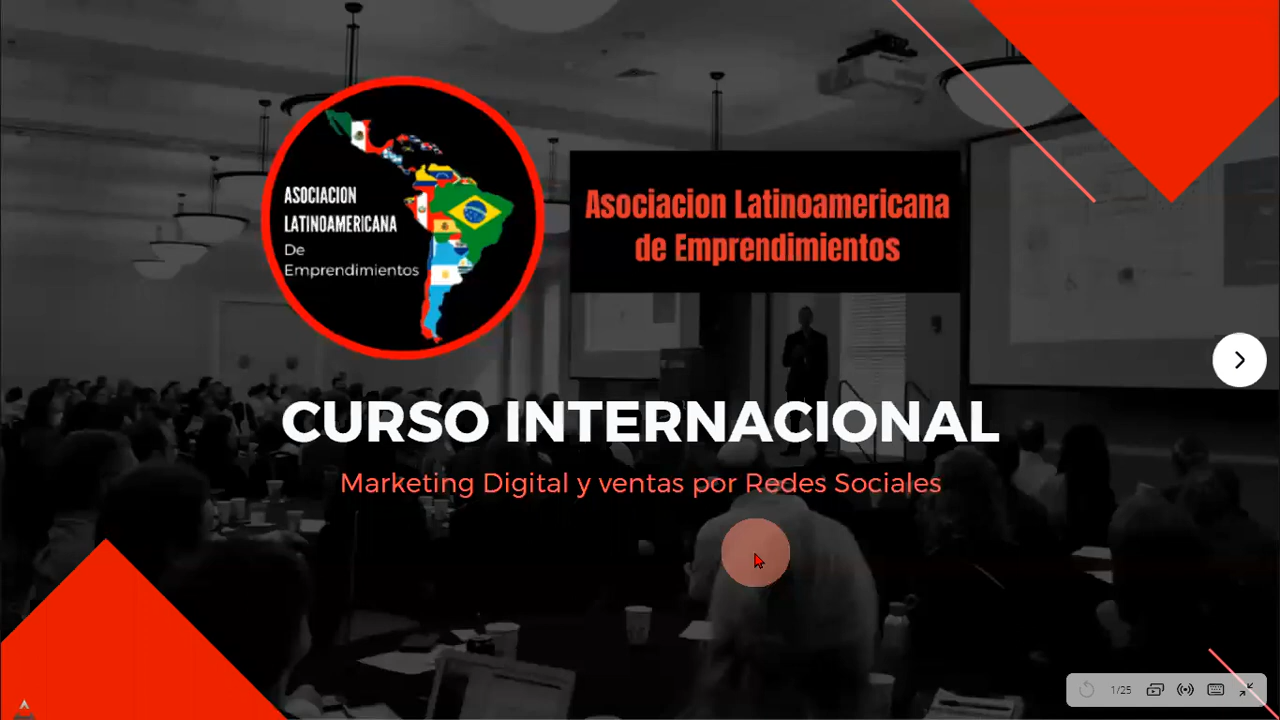 ASOCIACION
LATINOAMERICANA
De
Emprendimientos
Asociacion Latinoamericana
de Emprendimientos
CURSO INTERNACIONAL
Marketing Digital y ventas por Redes Sociales
1/25